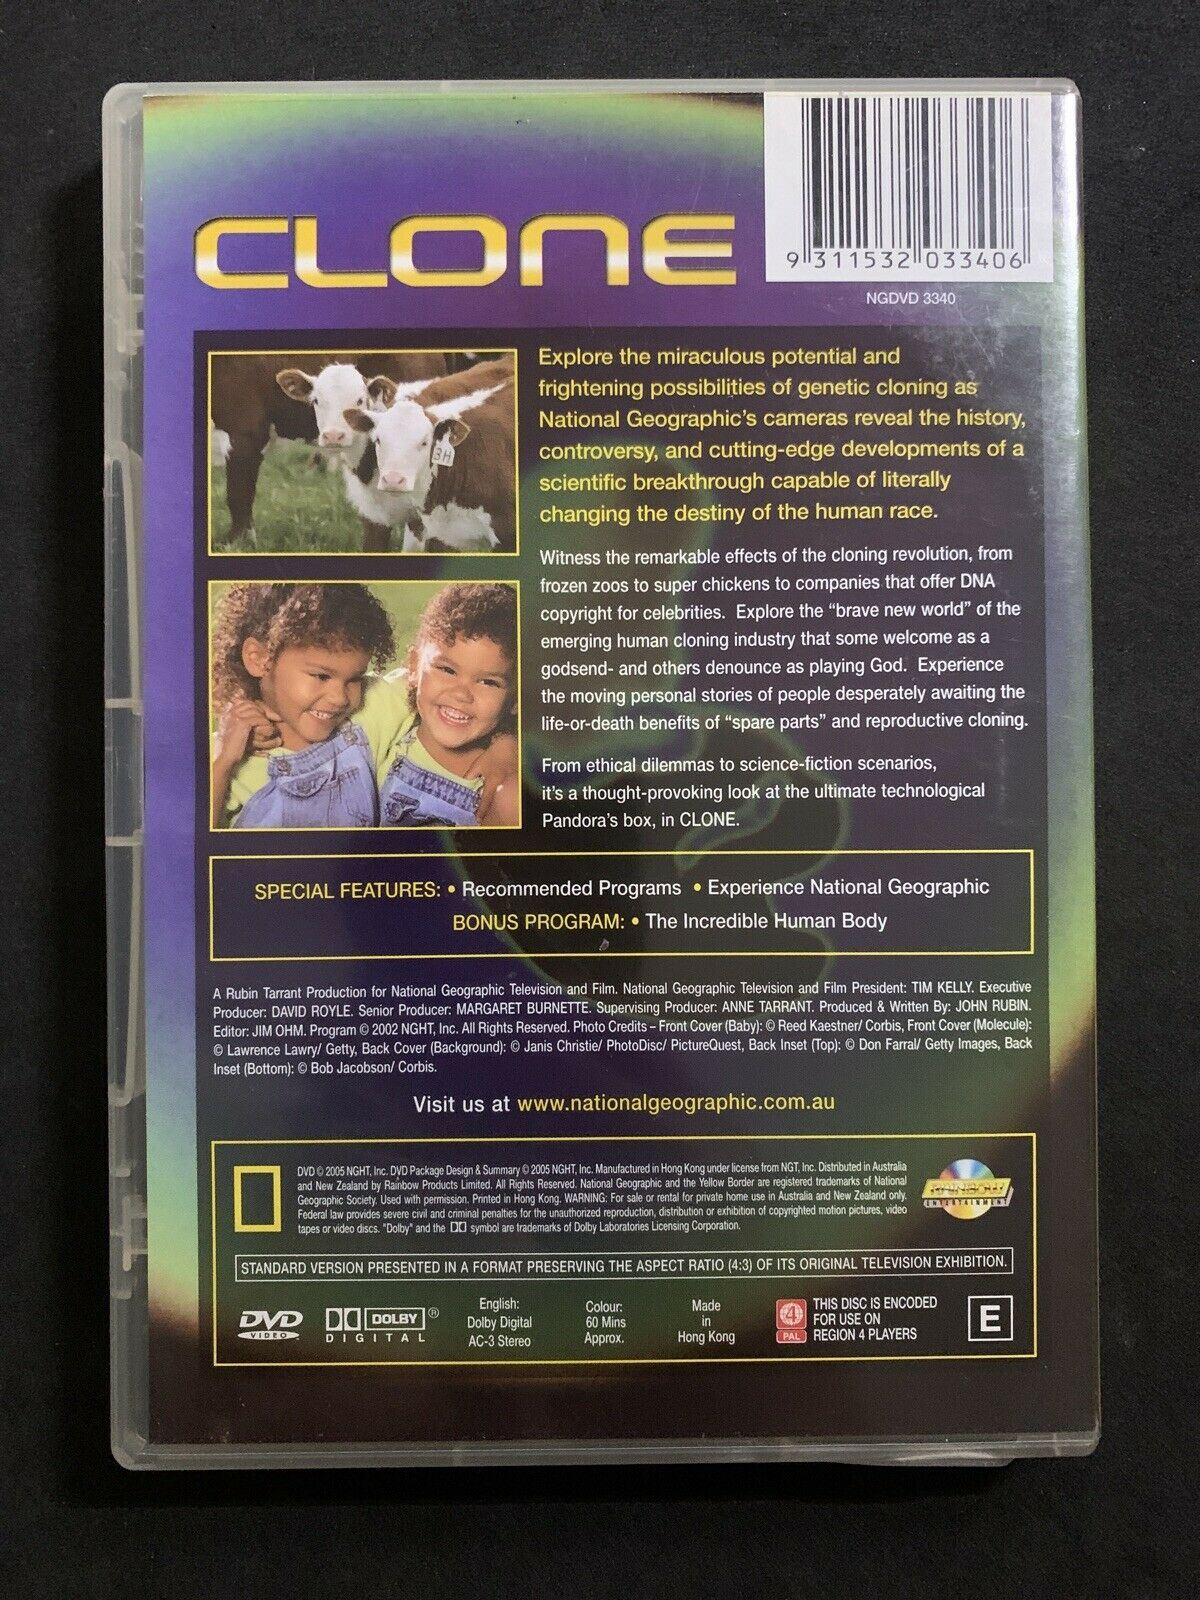 CLONE
9 311532 033406
NGDVD 3340
Explore the miraculous potential and
frightening possibilities of genetic cloning as
National Geographic's cameras reveal the history,
controversy, and cutting-edge developments of a
scientific breakthrough capable of literally
changing the destiny of the human race.
3H
Witness the remarkable effects of the cloning revolution, from
frozen zoos to super chickens to companies that offer DNA
copyright for celebrities. Explore the "brave new world" of the
emerging human cloning industry that some welcome as a
godsend- and others denounce as playing God. Experience
the moving personal stories of people desperately awaiting the
life-or-death benefits of "spare parts" and reproductive cloning.
From ethical dilemmas to science-fiction scenarios,
it's a thought-provoking look at the ultimate technological
Pandora's box, in CLONE.
SPECIAL FEATURES: • Recommended Programs • Experience National Geographic
BONUS PROGRAM: • The Incredible Human Body
A Rubin Tarrant Production for National Geographic Television and Film. National Geographic Television and Film President: TIM KELLY. Executive
Producer: DAVID ROYLE. Senior Producer: MARGARET BURNETTE. Supervising Producer: ANNE TARRANT. Produced & Written By: JOHN RUBIN.
Editor: JIM OHM. Program © 2002 NGHT, Inc. All Rights Reserved. Photo Credits – Front Cover (Baby): © Reed Kaestner/ Corbis, Front Cover (Molecule):
© Lawrence Lawry/ Getty, Back Cover (Background): © Janis Christie/ PhotoDisc/ PictureQuest, Back Inset (Top): © Don Farral/ Getty Images, Back
Inset (Bottom): © Bob Jacobson/ Corbis.
Visit us at www.nationalgeographic.com.au
DVD © 2005 NGHT, Inc. DVD Package Design & Summary © 2005 NGHT, Inc. Manufactured in Hong Kong under license from NGT, Inc. Distributed in Australia
and New Zealand by Rainbow Products Limited. All Rights Reserved. National Geographic and the Yellow Border are registered trademarks of National
Geographic Society. Used with permission. Printed in Hong Kong. WARNING: For sale or rental for private home use in Australia and New Zealand only.
Federal law provides severe civil and criminal penalties for the unauthorized reproduction, distribution or exhibition of copyrighted motion pictures, video
tapes or video discs. "Dolby" and the symbol are trademarks of Dolby Laboratories Licensing Corporation.
RAINBOW
ENTERTAINMENT
STANDARD VERSION PRESENTED IN A FORMAT PRESERVING THE ASPECT RATIO (4:3) OF ITS ORIGINAL TELEVISION EXHIBITION.
DVD
VIDEO
DOLBY ®
DIGITAL
English:
Dolby Digital
AC-3 Stereo
Colour:
60 Mins
Approx.
Made
in
Hong Kong
4
PAL
THIS DISC IS ENCODED
FOR USE ON
REGION 4 PLAYERS
E